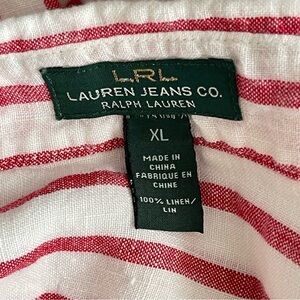 LRL
LAUREN JEANS CO.
RALPH LAUREN
XL
MADE IN
CHINA
FABRIQUE EN
CHINE
100% LINEN/
LIN